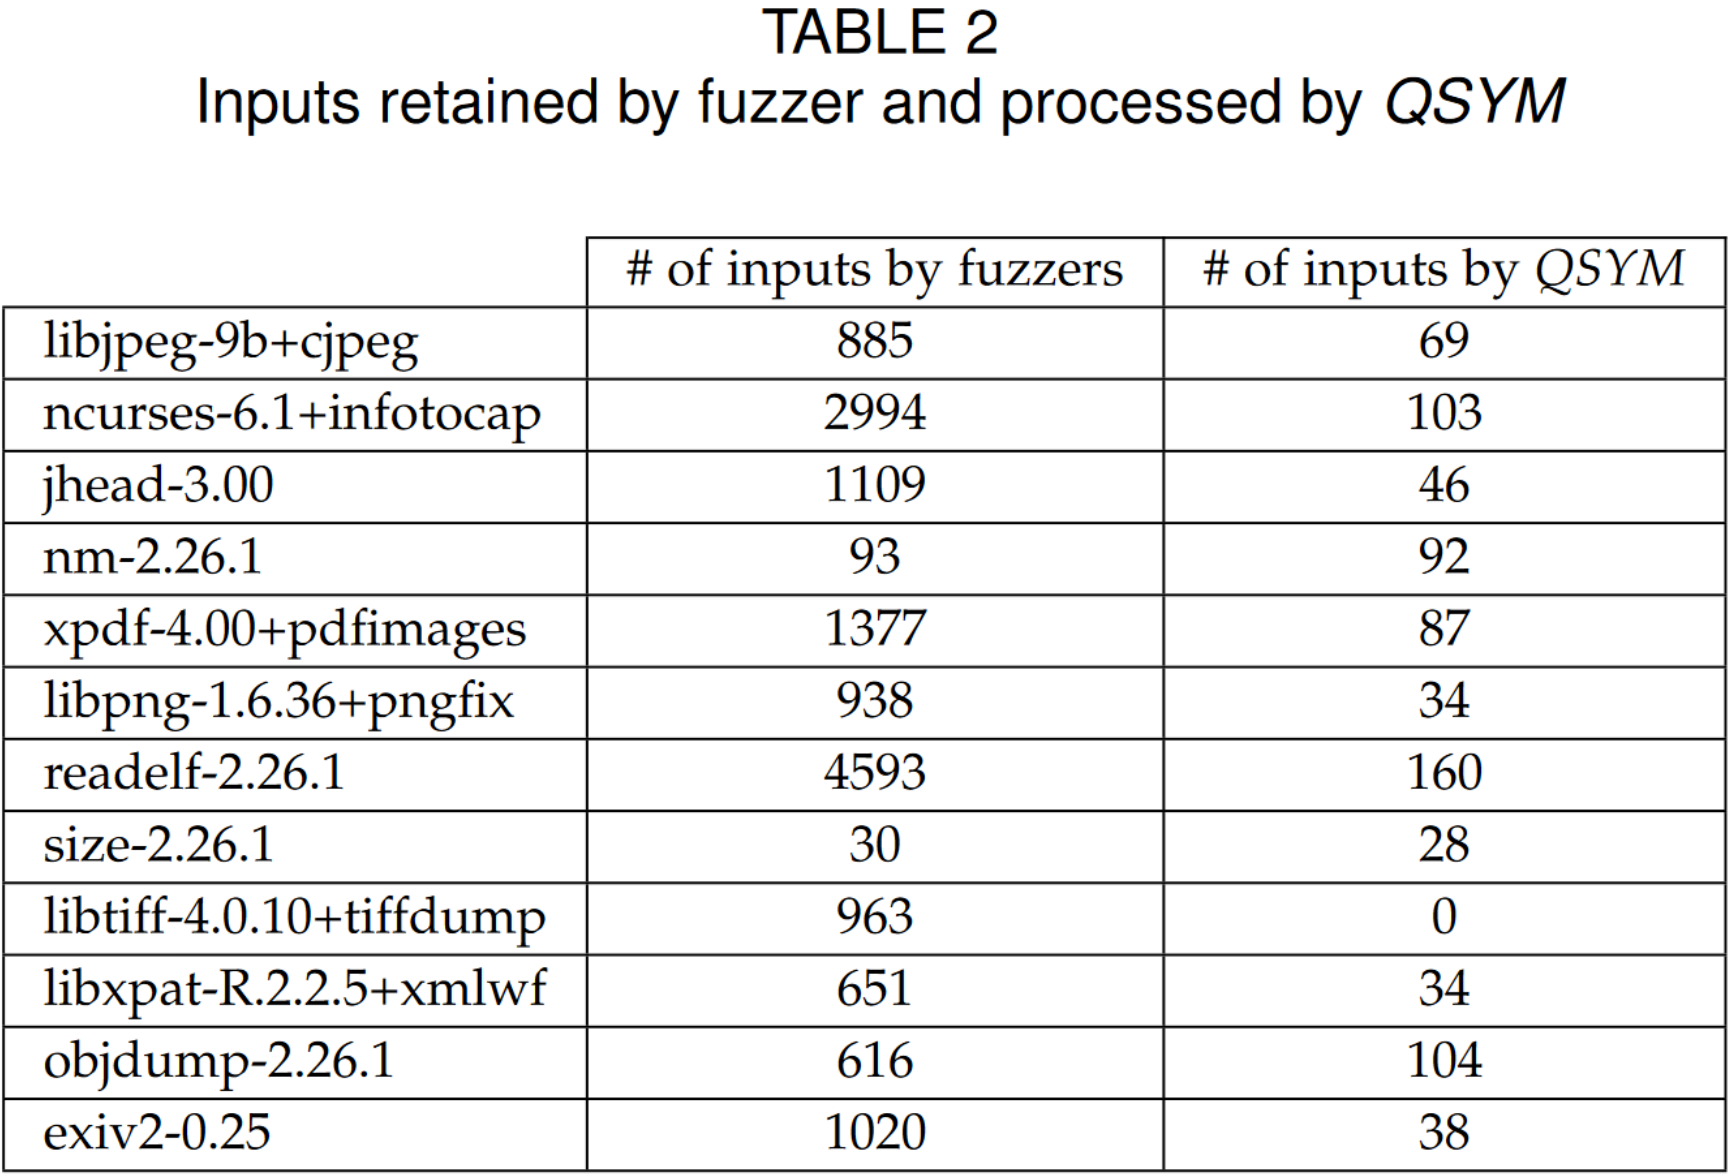 TABLE 2
Inputs retained by fuzzer and processed by QSYM
# of inputs by fuzzers # of inputs by QSYM
libjpeg-9b+cjpeg 885 69
ncurses-6.1+infotocap 2994 103
jhead-3.00 1109 46
nm-2.26.1 93 92
xpdf-4.00+pdfimages 1377 87
libpng-1.6.36+pngfix 938 34
readelf-2.26.1 4593 160
size-2.26.1 30 28
libtiff-4.0.10+tiffdump 963 0
libxpat-R.2.2.5+xmlwf 651 34
objdump-2.26.1 616 104
exiv2-0.25 1020 38